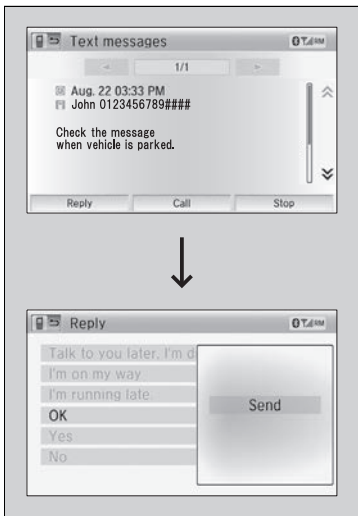 Text messages
1/1
Aug. 22 03:33 PM
John 0123456789####
Check the message
when vehicle is parked.
Reply Call Stop
Reply
Talk to you later, I'm d
I'm on my way
I'm running late.
OK
Yes
No
Send